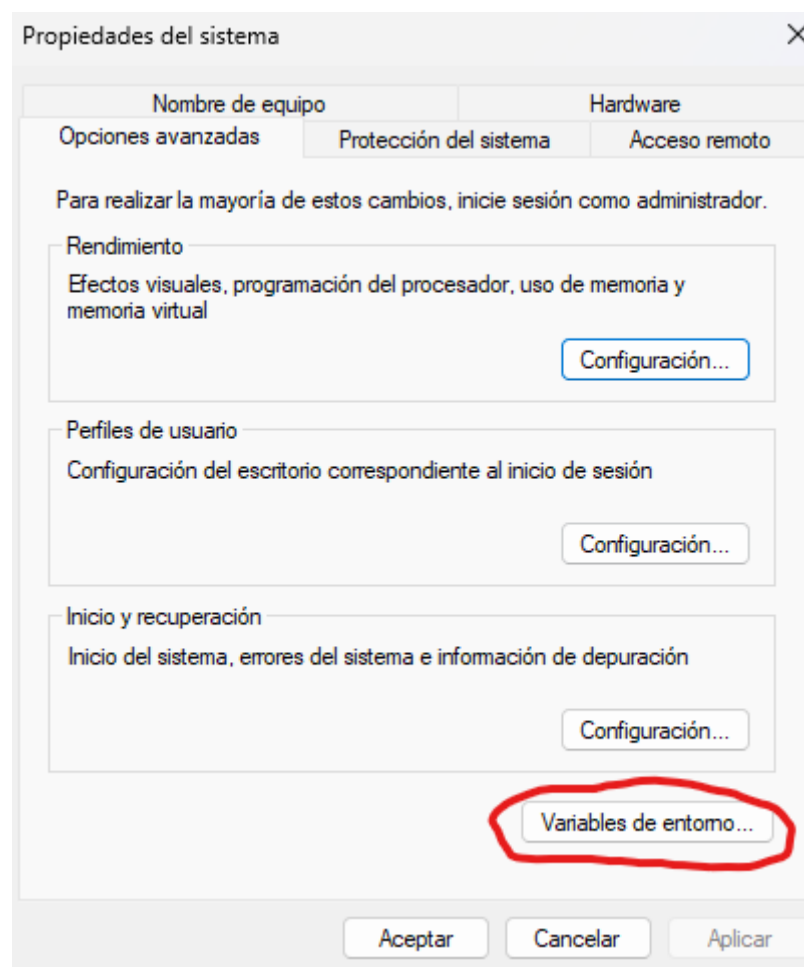 Propiedades del sistema
Nombre de equipo
Hardware
Opciones avanzadas
Protección del sistema
Acceso remoto
Para realizar la mayoría de estos cambios, inicie sesión como administrador.
Rendimiento
Efectos visuales, programación del procesador, uso de memoria y
memoria virtual
Configuración...
Perfiles de usuario
Configuración del escritorio correspondiente al inicio de sesión
Configuración...
Inicio y recuperación
Inicio del sistema, errores del sistema e información de depuración
Configuración...
Variables de entorno...
Aceptar
Cancelar
Aplicar